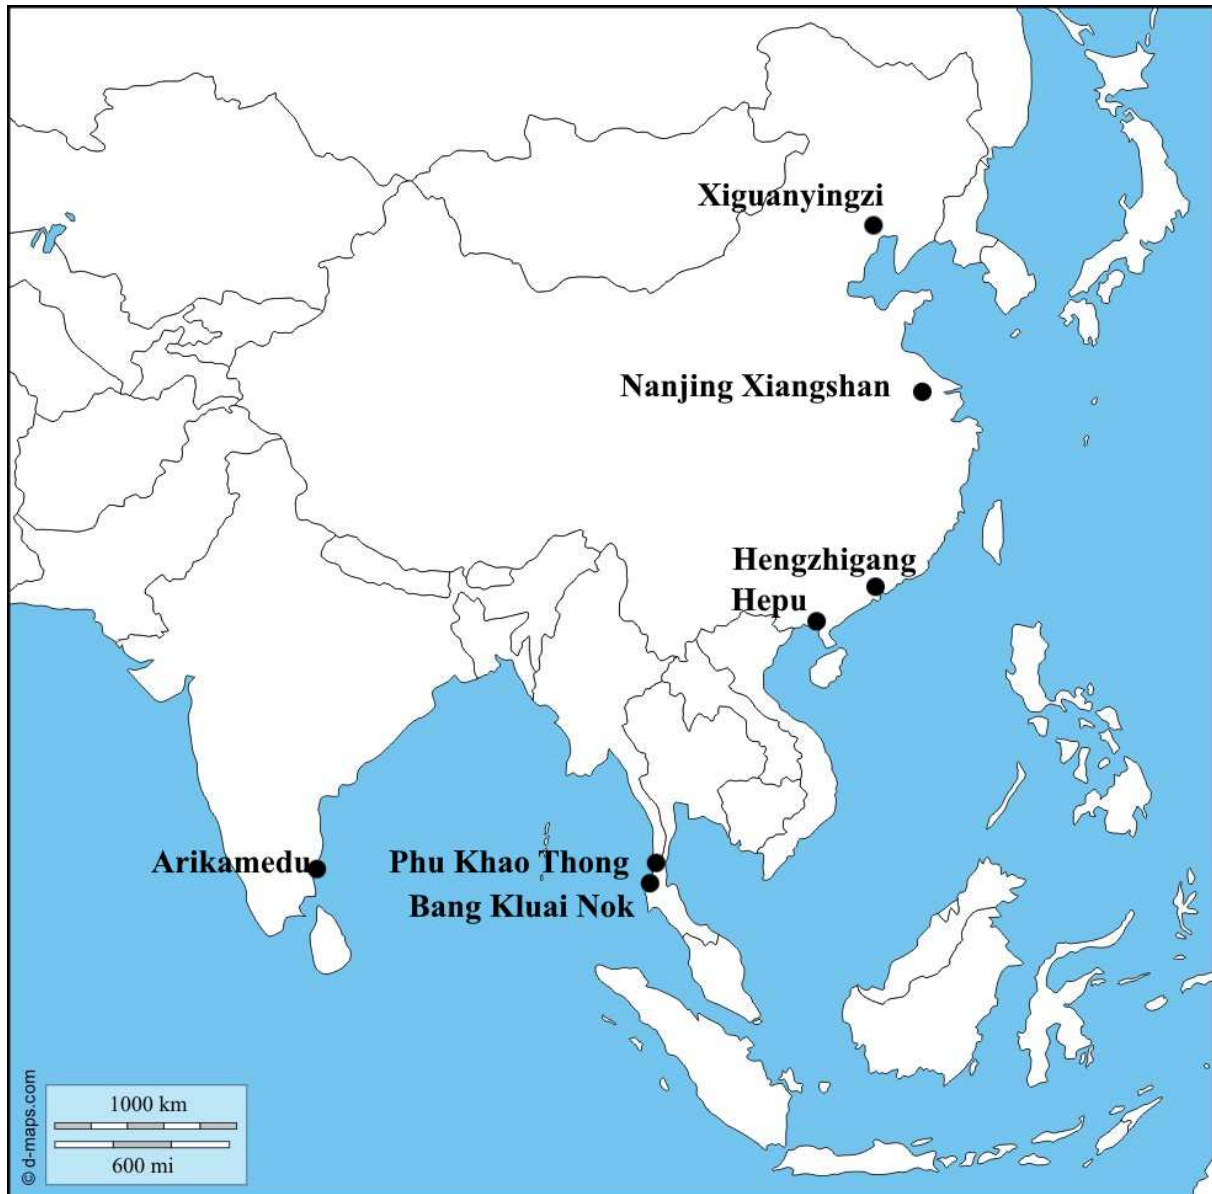 Xiguanyingzi
Nanjing Xiangshan
Hengzhigang
Hepu
Arikamedu
Phu Khao Thong
Bang Kluai Nok
1000 km
600 mi
© d-maps.com